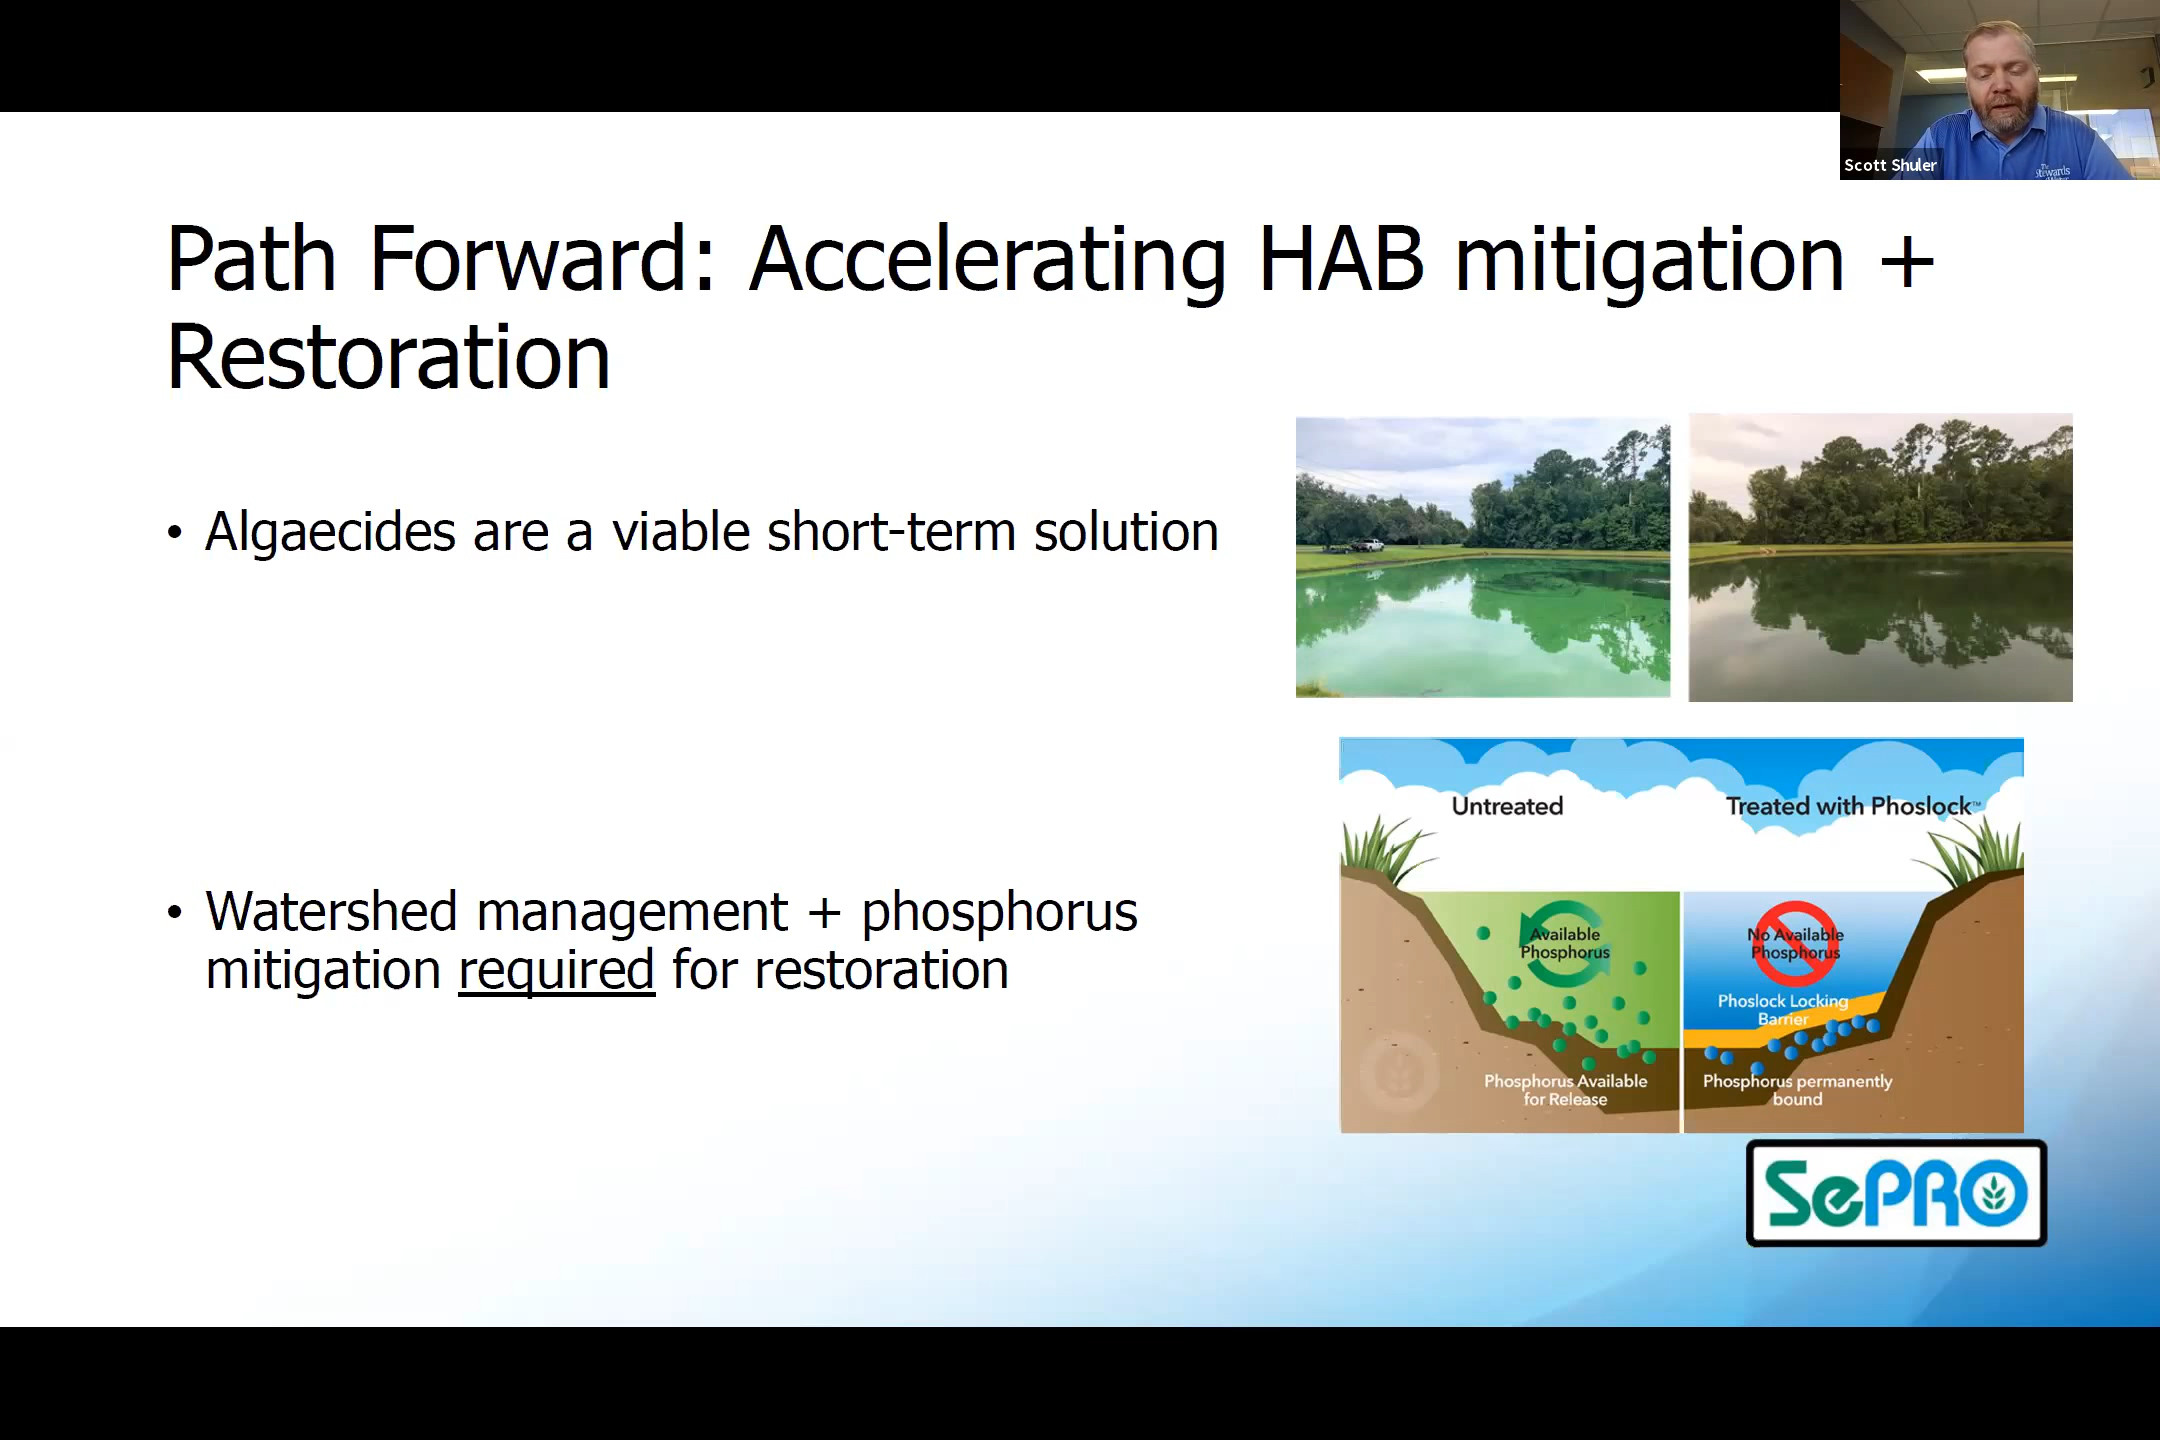 Scott Shuler
The
Stewards
Path Forward: Accelerating HAB mitigation +
Restoration
• Algaecides are a viable short-term solution
• Watershed management + phosphorus
mitigation required for restoration
Untreated
Treated with Phoslock™
Available
Phosphorus
No Available
Phosphorus
Phoslock Locking
Barrier
Phosphorus Available
for Release
Phosphorus permanently
bound
SePRO